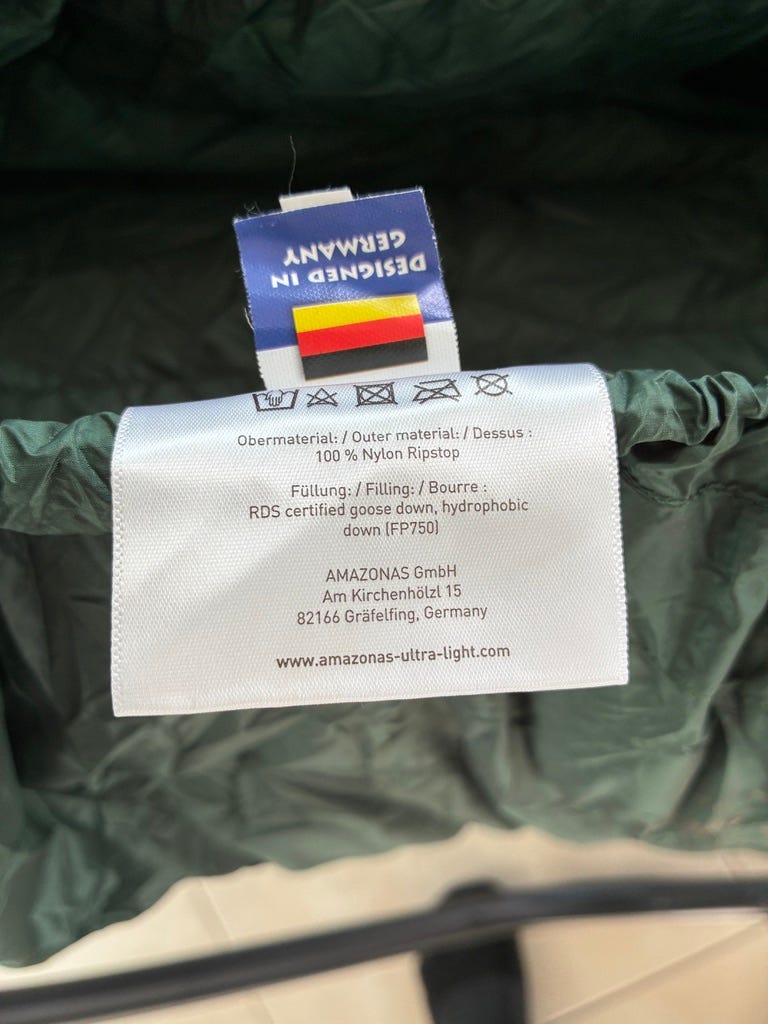 DESIGNED IN
GERMANY
Obermaterial: / Outer material: / Dessus :
100 % Nylon Ripstop
Füllung: / Filling: / Bourre :
RDS certified goose down, hydrophobic
down (FP750)
AMAZONAS GmbH
Am Kirchenhölzl 15
82166 Gräfelfing, Germany
www.amazonas-ultra-light.com